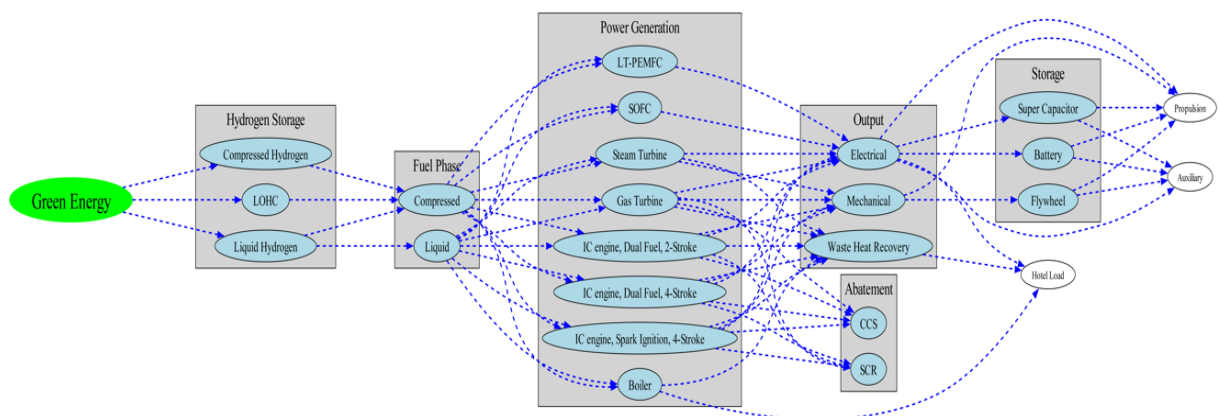 Green Energy
Hydrogen Storage
Compressed Hydrogen
LOHC
Liquid Hydrogen
Fuel Phase
Compressed
Liquid
Power Generation
LT-PEMFC
SOFC
Steam Turbine
Gas Turbine
IC engine, Dual Fuel, 2-Stroke
IC engine, Dual Fuel, 4-Stroke
IC engine, Spark Ignition, 4-Stroke
Boiler
Output
Electrical
Mechanical
Waste Heat Recovery
Abatement
CCS
SCR
Storage
Super Capacitor
Battery
Flywheel
Propulsion
Auxiliary
Hotel Load